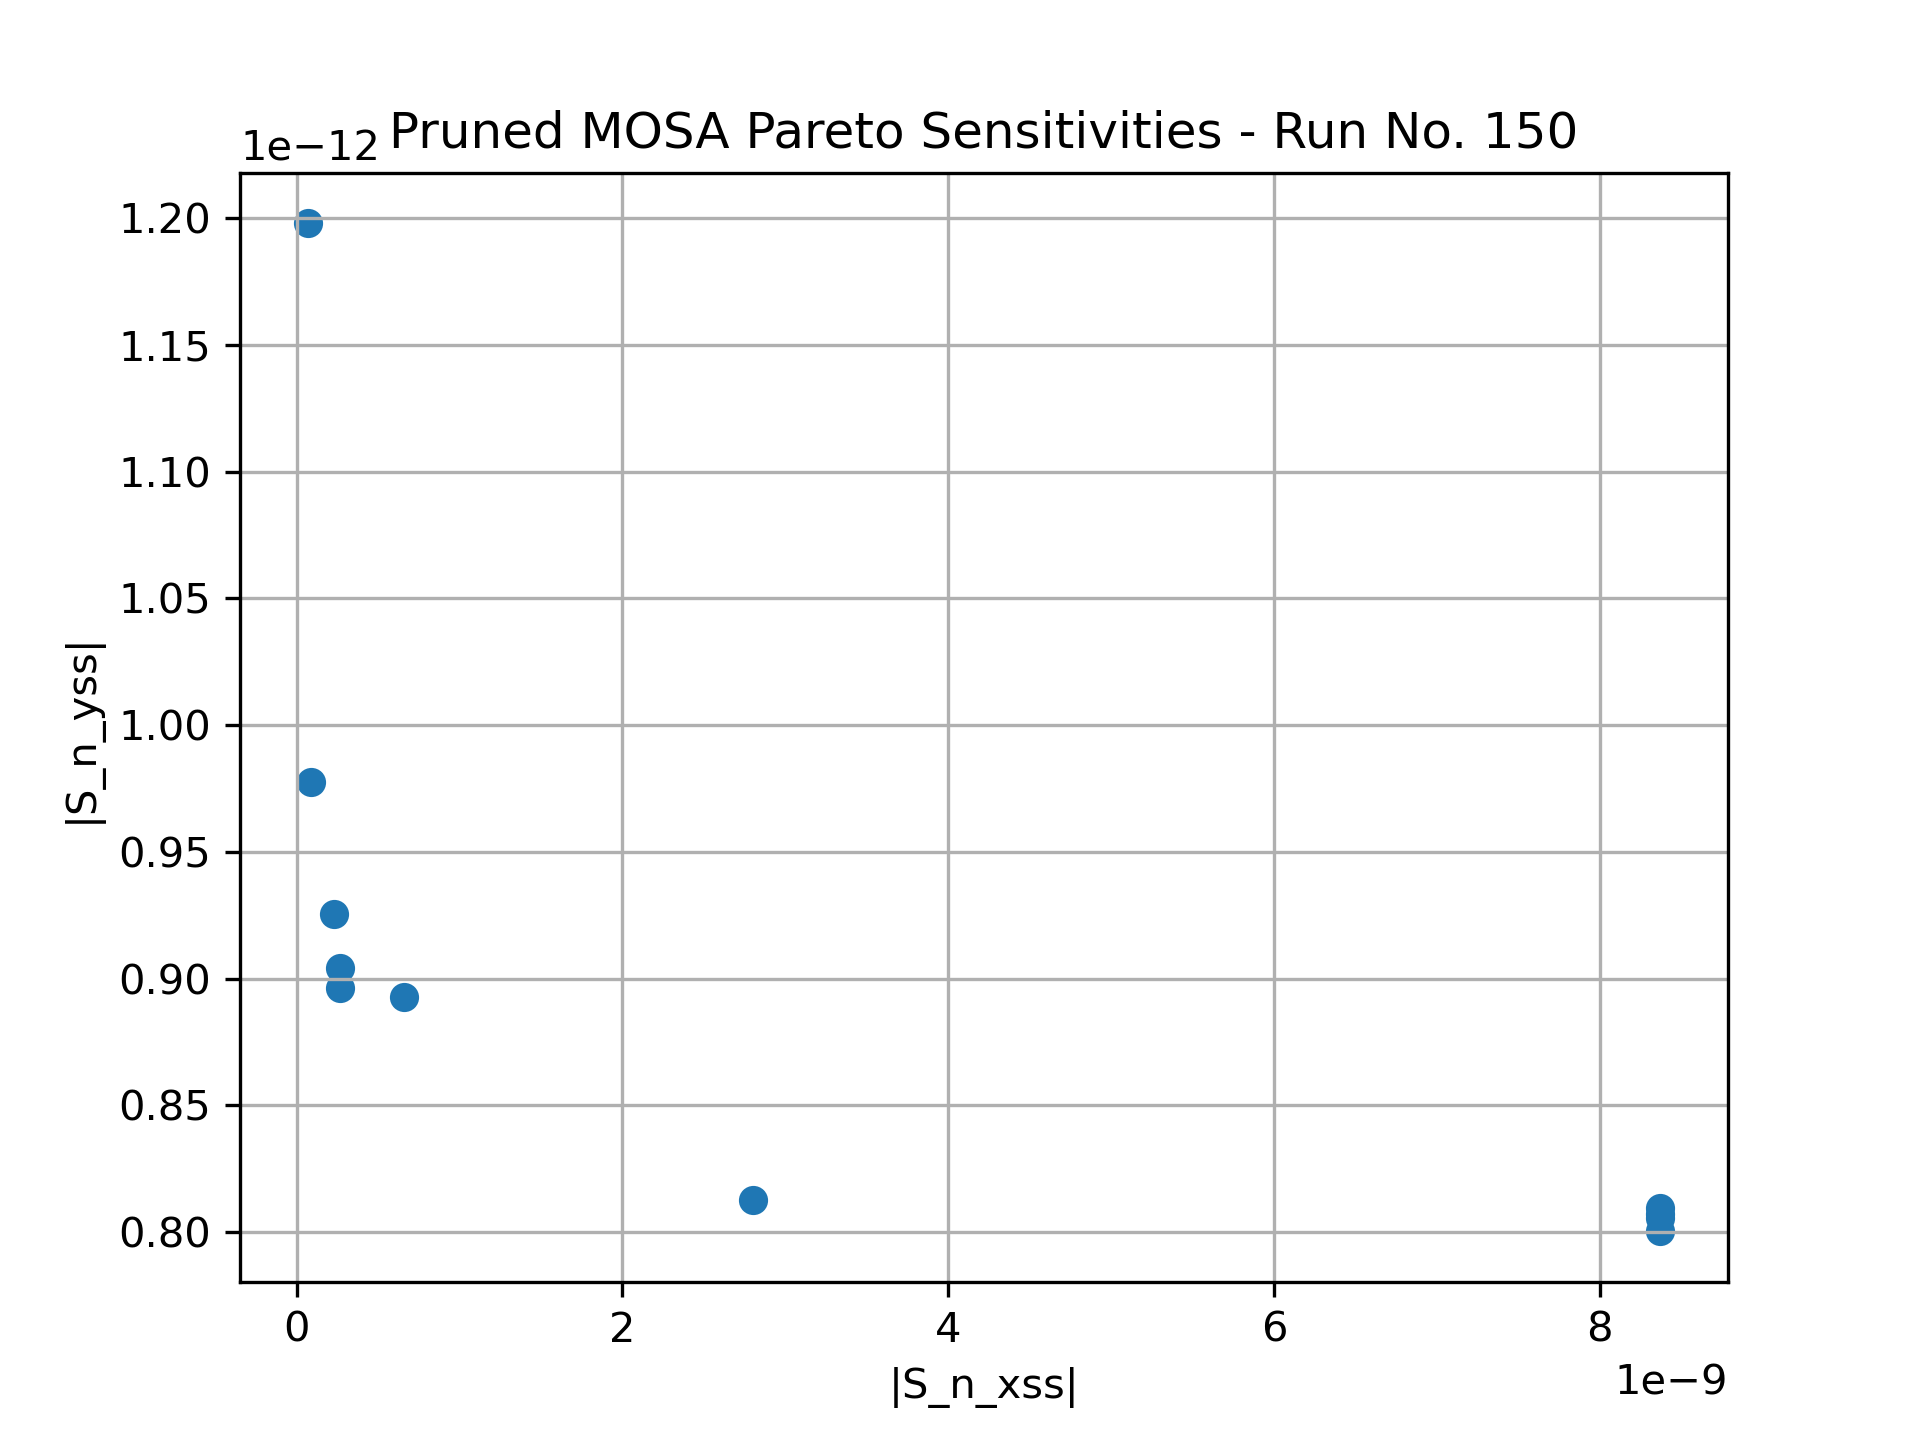 Pruned MOSA Pareto Sensitivities - Run No. 150
1e−12
1.20
1.15
1.10
1.05
1.00
0.95
0.90
0.85
0.80
|S_n_yss|
0 2 4 6 8
1e−9
|S_n_xss|